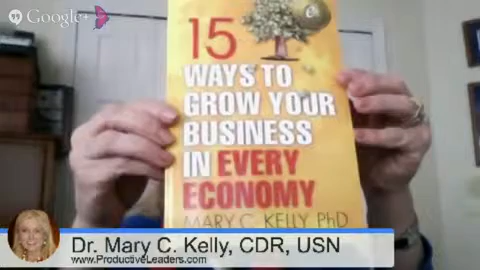 Google+
15
WAYS TO
GROW YOUR
BUSINESS
IN EVERY
ECONOMY
MARY C. KELLY, PhD
Dr. Mary C. Kelly, CDR, USN
www.ProductiveLeaders.com